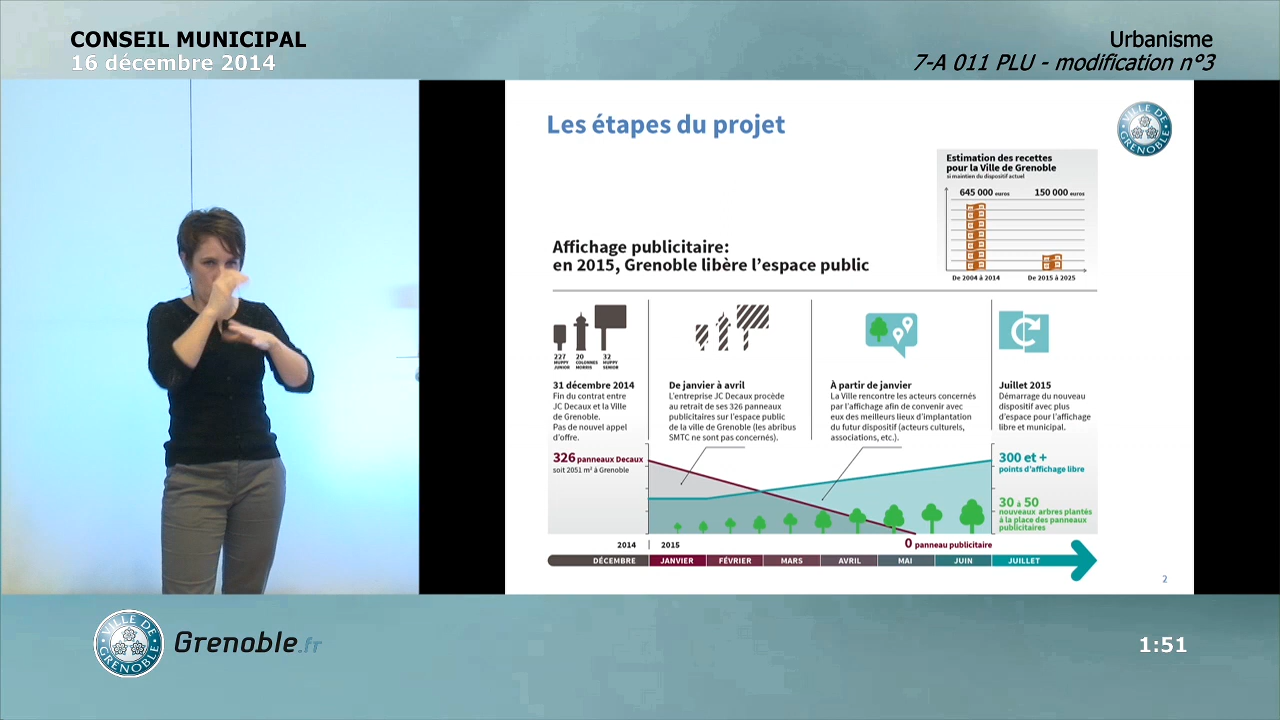 CONSEIL MUNICIPAL
16 décembre 2014
Urbanisme
7-A 011 PLU - modification n°3
Les étapes du projet
VILLE DE GRENOBLE
Estimation des recettes
pour la Ville de Grenoble
si maintien du dispositif actuel
645 000 euros
150 000 euros
De 2004 à 2014
De 2015 à 2025
Affichage publicitaire:
en 2015, Grenoble libère l'espace public
227
MUPPY
JUNIOR
20
COLONNES
MORRIS
32
MUPPY
SENIOR
31 décembre 2014
Fin du contrat entre
JC Decaux et la Ville
de Grenoble.
Pas de nouvel appel
d'offre.
De janvier à avril
L'entreprise JC Decaux procède
au retrait de ses 326 panneaux
publicitaires sur l'espace public
de la ville de Grenoble (les abribus
SMTC ne sont pas concernés).
À partir de janvier
La Ville rencontre les acteurs concernés
par l'affichage afin de convenir avec
eux des meilleurs lieux d'implantation
du futur dispositif (acteurs culturels,
associations, etc.).
Juillet 2015
Démarrage du nouveau
dispositif avec plus
d'espace pour l'affichage
libre et municipal.
326 panneaux Decaux
soit 2051 m² à Grenoble
300 et +
points d'affichage libre
30 à 50
nouveaux arbres plantés
à la place des panneaux
publicitaires
0 panneau publicitaire
2014
2015
DÉCEMBRE
JANVIER
FÉVRIER
MARS
AVRIL
MAI
JUIN
JUILLET
2
VILLE DE GRENOBLE
Grenoble.fr
1:51